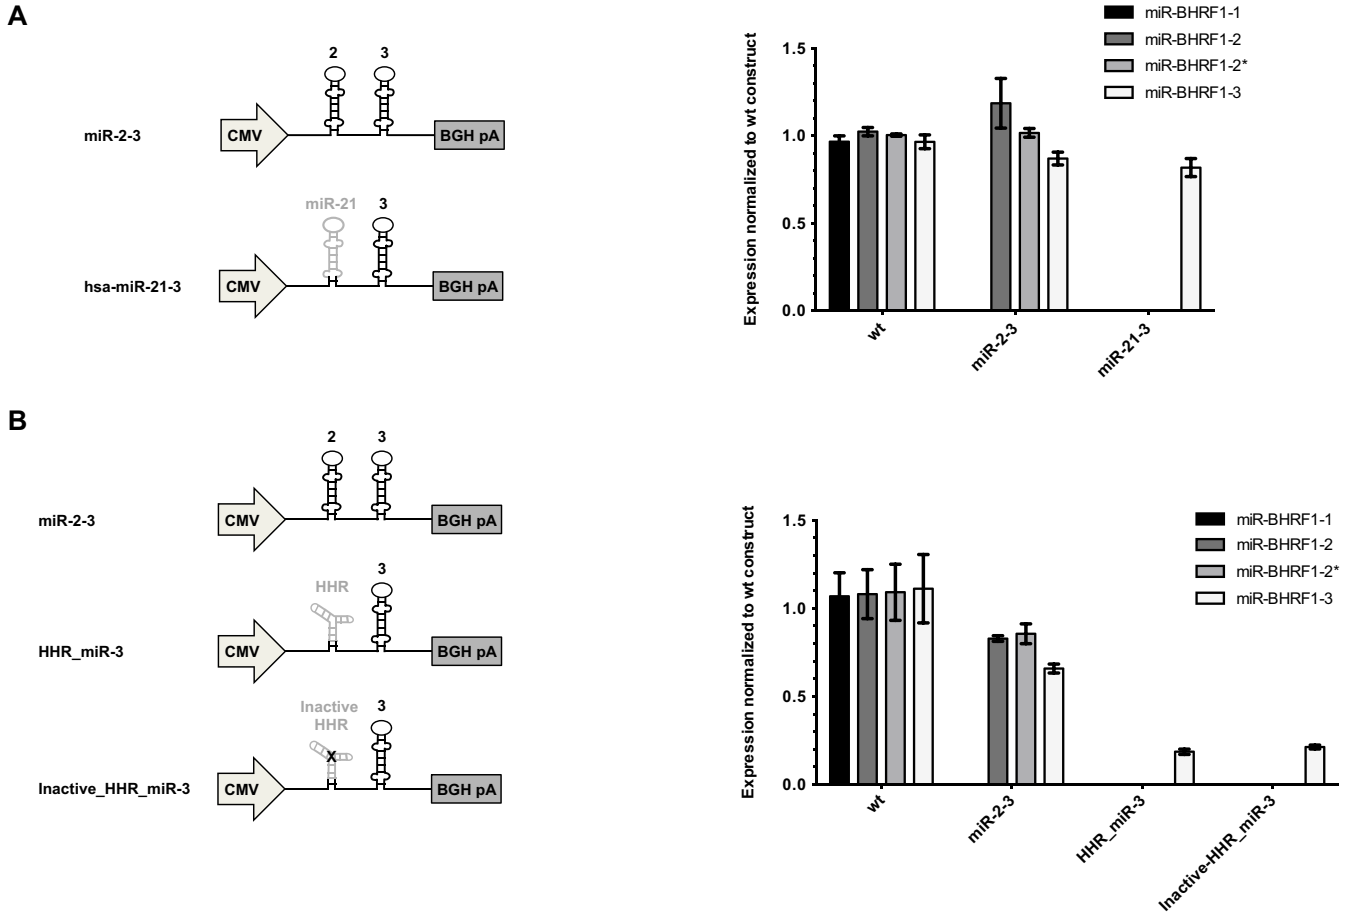 A
2 3
miR-2-3
CMV
BGH pA
miR-21 3
hsa-miR-21-3
CMV
BGH pA
miR-BHRF1-1
miR-BHRF1-2
miR-BHRF1-2*
miR-BHRF1-3
Expression normalized to wt construct
1.5
1.0
0.5
0.0
wt
miR-2-3
miR-21-3
B
2 3
miR-2-3
CMV
BGH pA
HHR
3
HHR_miR-3
CMV
BGH pA
Inactive
HHR
3
X
Inactive_HHR_miR-3
CMV
BGH pA
miR-BHRF1-1
miR-BHRF1-2
miR-BHRF1-2*
miR-BHRF1-3
Expression normalized to wt construct
1.5
1.0
0.5
0.0
wt
miR-2-3
HHR_miR-3
Inactive-HHR_miR-3